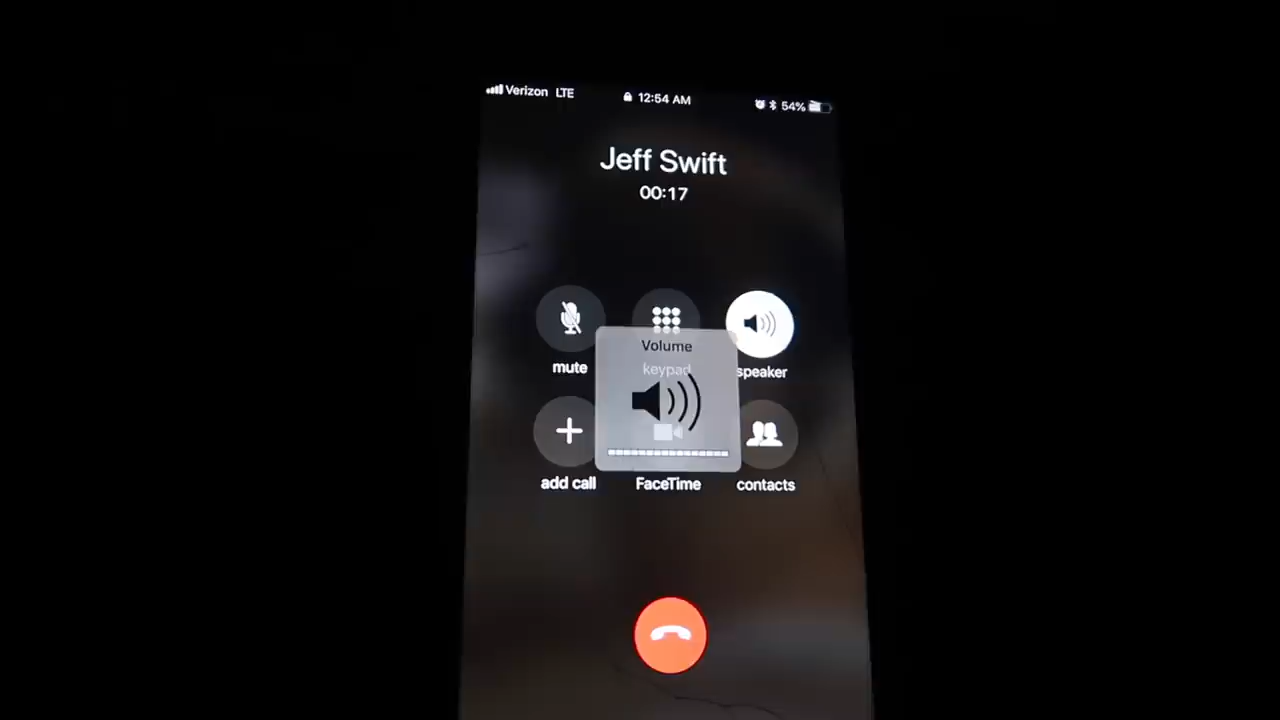 Verizon LTE 12:54 AM 54%
Jeff Swift
00:17
Volume
mute keypad speaker
add call FaceTime contacts